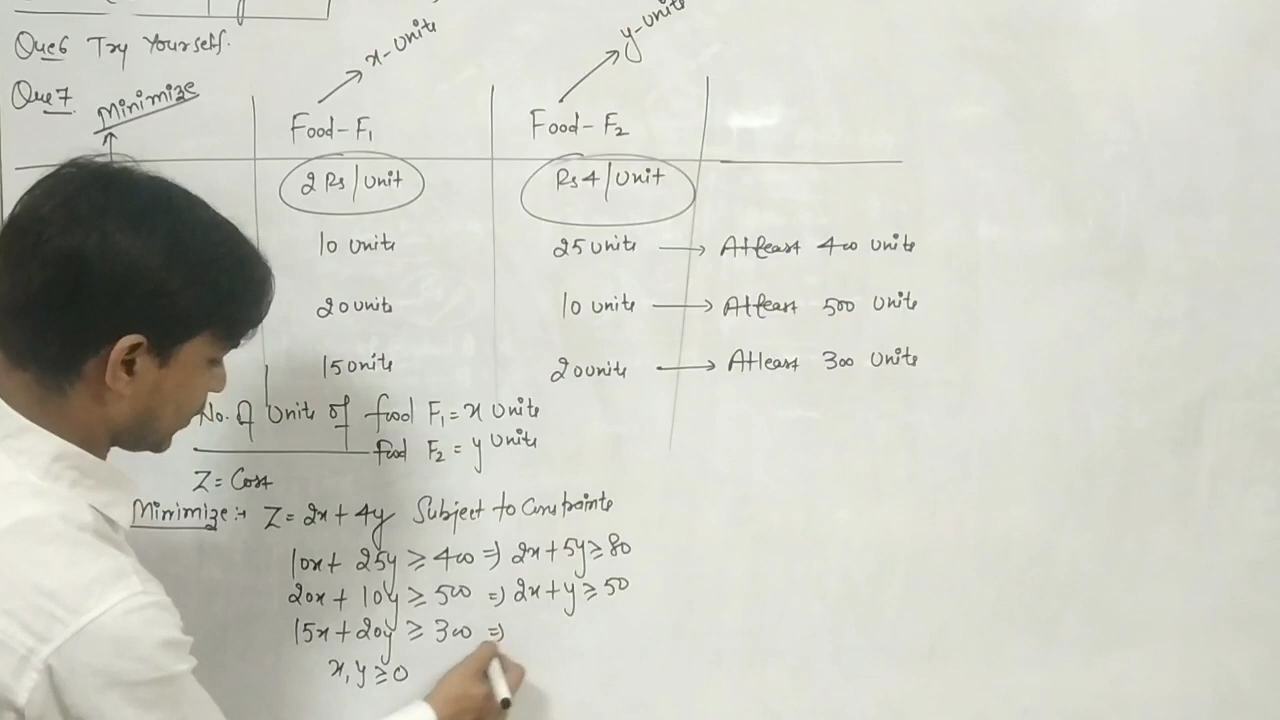 Que6 Try Yourself.
Que7 Minimize
x-units
y-units
Food-F₁ Food-F₂
2 Rs/Unit Rs 4/Unit
10 Units 25 Units → Atleast 400 Units
20 Units 10 Units → Atleast 500 Units
15 Units 20 Units → Atleast 300 Units
No. of Units of food F₁ = x Units
food F₂ = y Units
Z = Cost
Minimize:- Z = 2x + 4y Subject to Constraints
10x + 25y ≥ 400 ⇒ 2x + 5y ≥ 80
20x + 10y ≥ 500 ⇒ 2x + y ≥ 50
15x + 20y ≥ 300 ⇒
x, y ≥ 0